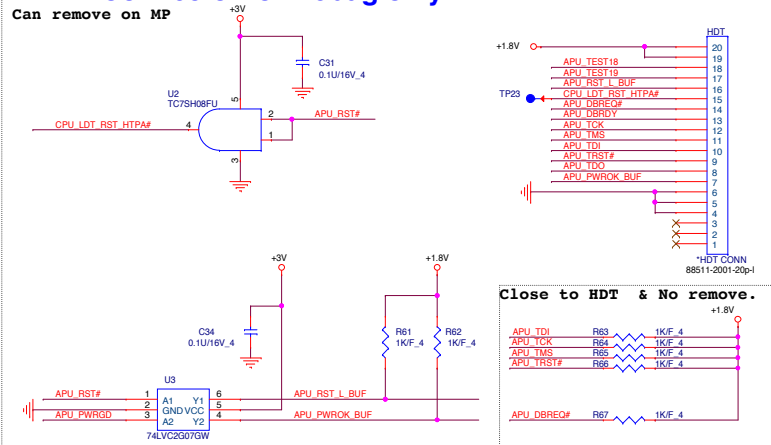 Can remove on MP
+3V
C31
0.1U/16V_4
U2
TC7SH08FU
5
CPU_LDT_RST_HTPA#
4
2
APU_RST#
1
3
HDT
+1.8V
20
19
APU_TEST18
18
APU_TEST19
17
APU_RST_L_BUF
16
TP23
CPU_LDT_RST_HTPA#
15
APU_DBREQ#
14
APU_DBRDY
13
APU_TCK
12
APU_TMS
11
APU_TDI
10
APU_TRST#
9
APU_TDO
8
APU_PWROK_BUF
7
6
5
4
3
2
1
*HDT CONN
88511-2001-20p-l
+3V
+1.8V
C34
0.1U/16V_4
R61
1K/F_4
R62
1K/F_4
U3
APU_RST#
1
A1
Y1
6
APU_RST_L_BUF
2
GND
VCC
5
APU_PWRGD
3
A2
Y2
4
APU_PWROK_BUF
74LVC2G07GW
Close to HDT & No remove.
+1.8V
APU_TDI
R63
1K/F_4
APU_TCK
R64
1K/F_4
APU_TMS
R65
1K/F_4
APU_TRST#
R66
1K/F_4
APU_DBREQ#
R67
1K/F_4